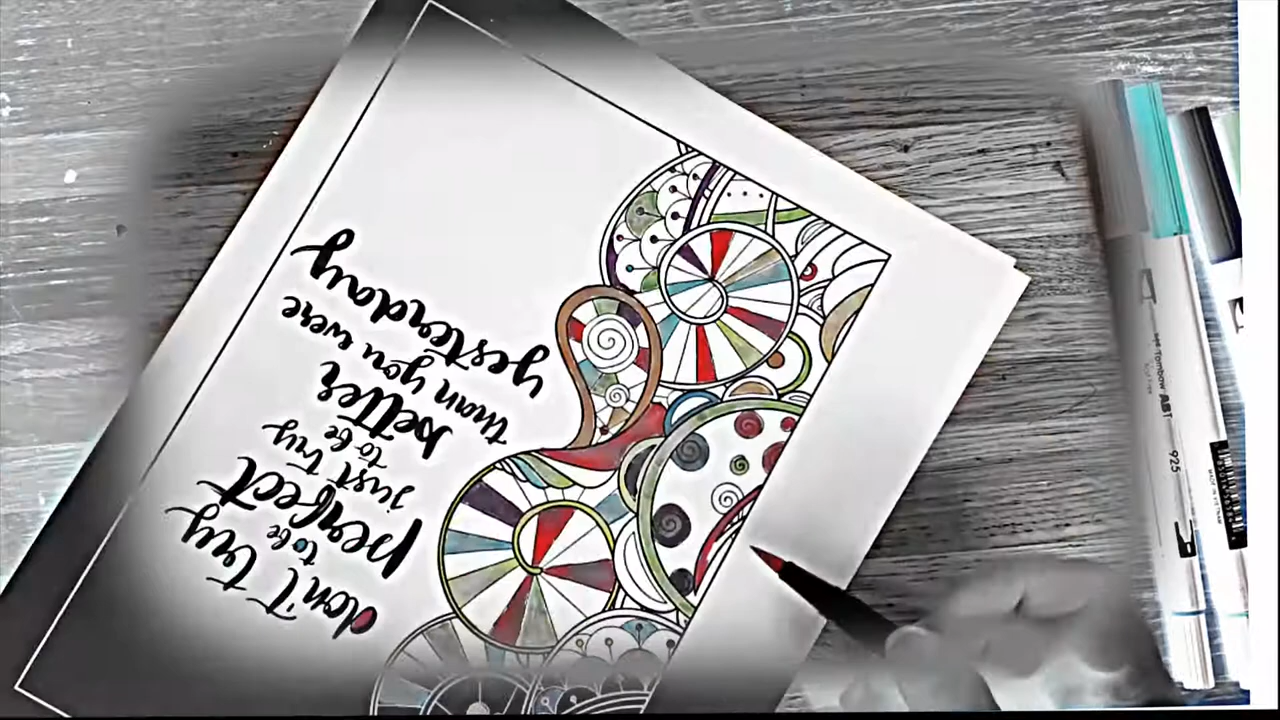 don't try
to be
perfect
just try
to be
better
than you were
yesterday
Tombow ABT
925